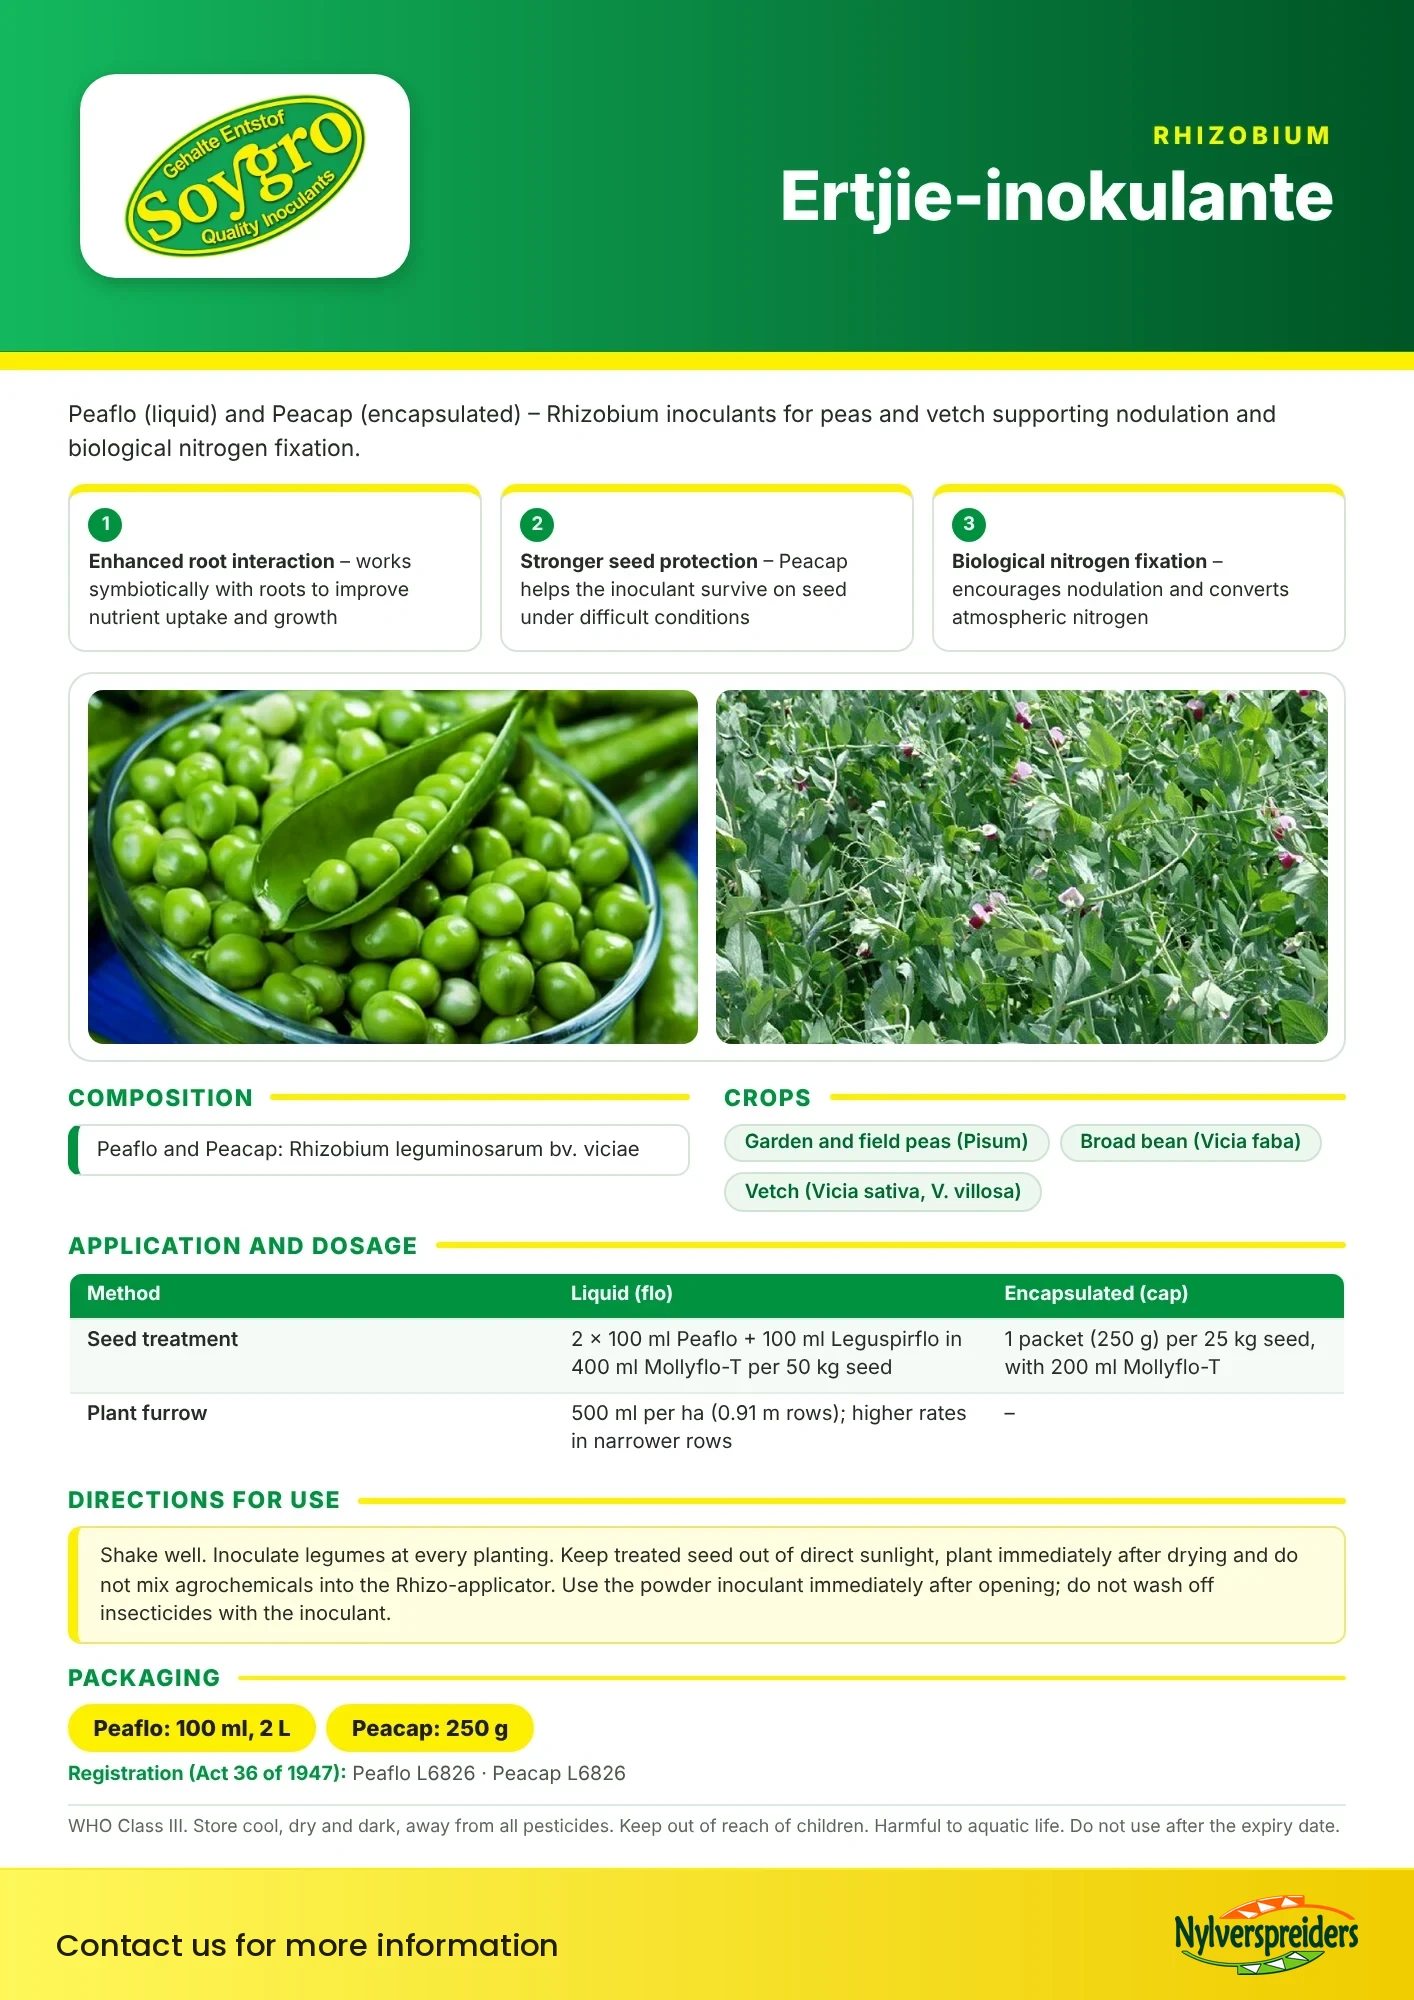 Gehalte Entstof
Soygro
Quality Inoculants
RHIZOBIUM
Ertjie-inokulante
Peaflo (liquid) and Peacap (encapsulated) – Rhizobium inoculants for peas and vetch supporting nodulation and
biological nitrogen fixation.
1
Enhanced root interaction – works
symbiotically with roots to improve
nutrient uptake and growth
2
Stronger seed protection – Peacap
helps the inoculant survive on seed
under difficult conditions
3
Biological nitrogen fixation –
encourages nodulation and converts
atmospheric nitrogen
COMPOSITION
Peaflo and Peacap: Rhizobium leguminosarum bv. viciae
CROPS
Garden and field peas (Pisum) Broad bean (Vicia faba)
Vetch (Vicia sativa, V. villosa)
APPLICATION AND DOSAGE
Method Liquid (flo) Encapsulated (cap)
Seed treatment 2 × 100 ml Peaflo + 100 ml Leguspirflo in 1 packet (250 g) per 25 kg seed,
400 ml Mollyflo-T per 50 kg seed with 200 ml Mollyflo-T
Plant furrow 500 ml per ha (0.91 m rows); higher rates –
in narrower rows
DIRECTIONS FOR USE
Shake well. Inoculate legumes at every planting. Keep treated seed out of direct sunlight, plant immediately after drying and do
not mix agrochemicals into the Rhizo-applicator. Use the powder inoculant immediately after opening; do not wash off
insecticides with the inoculant.
PACKAGING
Peaflo: 100 ml, 2 L Peacap: 250 g
Registration (Act 36 of 1947): Peaflo L6826 · Peacap L6826
WHO Class III. Store cool, dry and dark, away from all pesticides. Keep out of reach of children. Harmful to aquatic life. Do not use after the expiry date.
Contact us for more information
Nylverspreiders